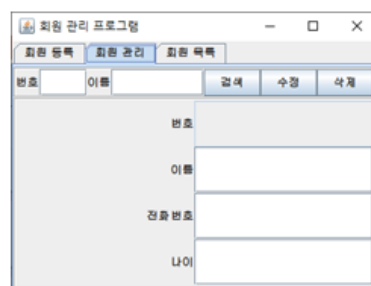 회원 관리 프로그램
회원 등록 회원 관리 회원 목록
번호 이름 검색 수정 삭제
번호
이름
전화번호
나이